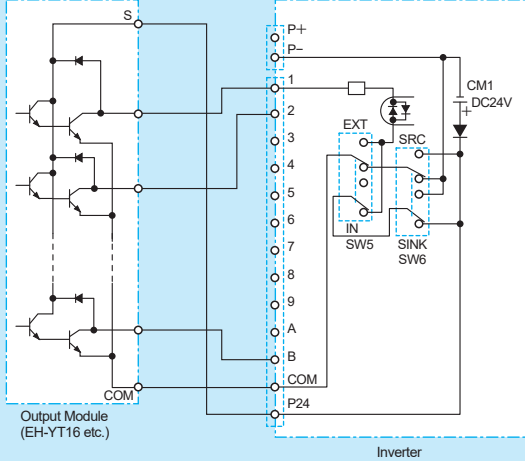 S
P+
P−
1
2
3
4
5
6
7
8
9
A
B
COM
P24
CM1
DC24V
+
EXT
SRC
IN
SW5
SINK
SW6
COM
Output Module
(EH-YT16 etc.)
Inverter